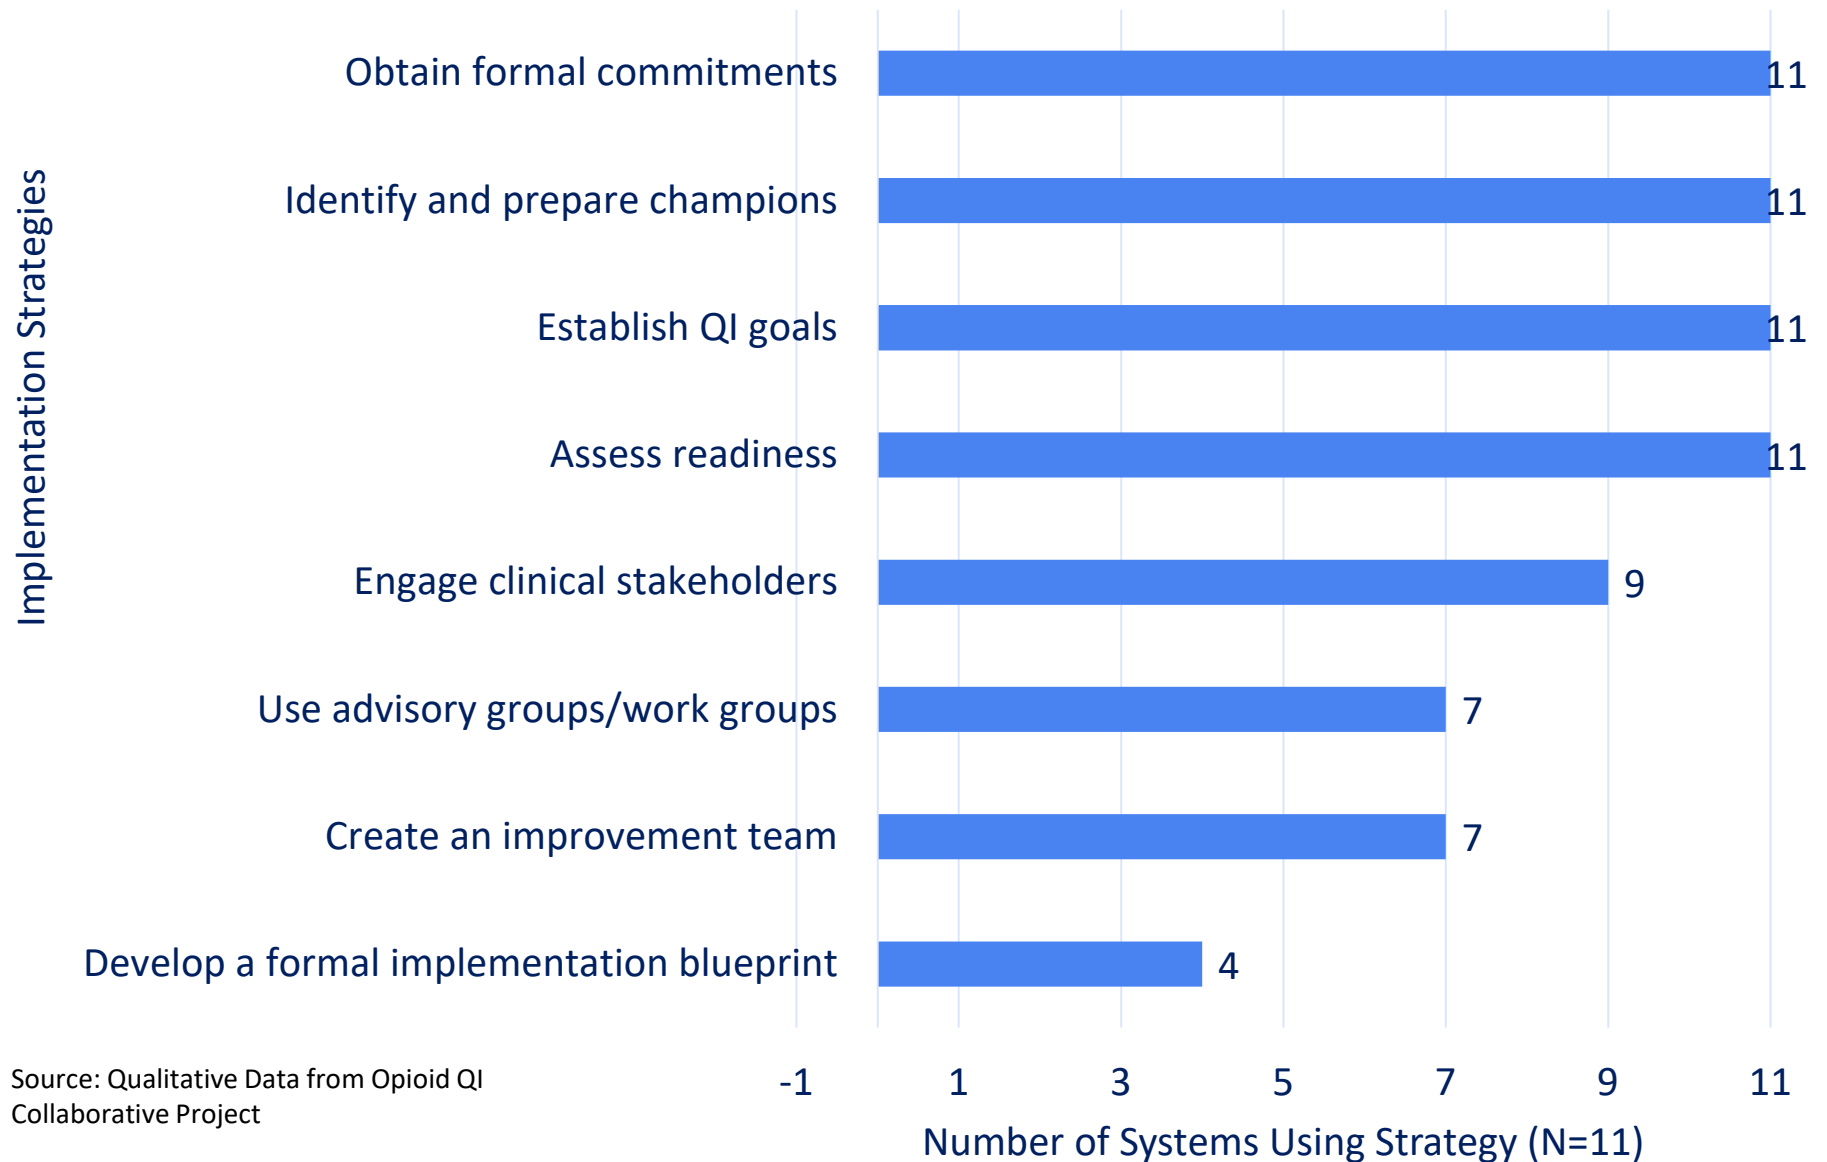 Implementation Strategies
Obtain formal commitments 11
Identify and prepare champions 11
Establish QI goals 11
Assess readiness 11
Engage clinical stakeholders 9
Use advisory groups/work groups 7
Create an improvement team 7
Develop a formal implementation blueprint 4
-1 1 3 5 7 9 11
Number of Systems Using Strategy (N=11)
Source: Qualitative Data from Opioid QI
Collaborative Project